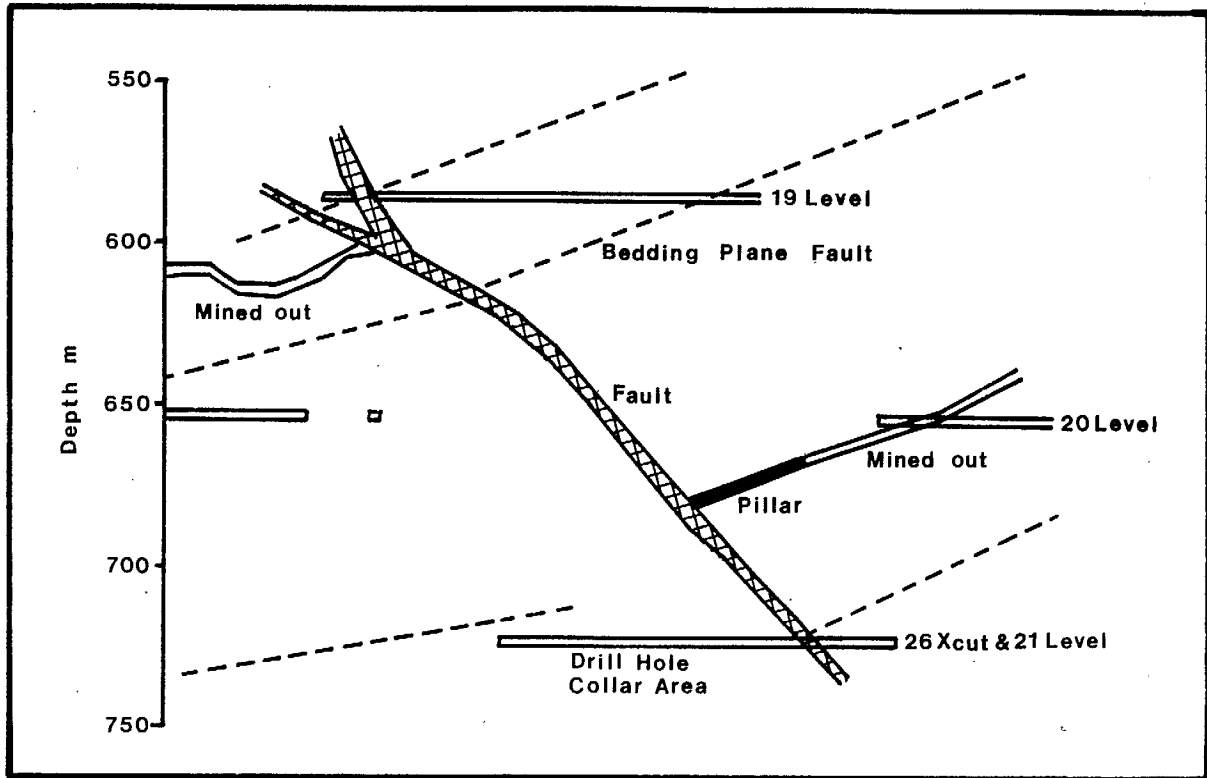 550
600
650
700
750
Depth m
19 Level
Bedding Plane Fault
Mined out
Fault
20 Level
Mined out
Pillar
26 Xcut & 21 Level
Drill Hole
Collar Area